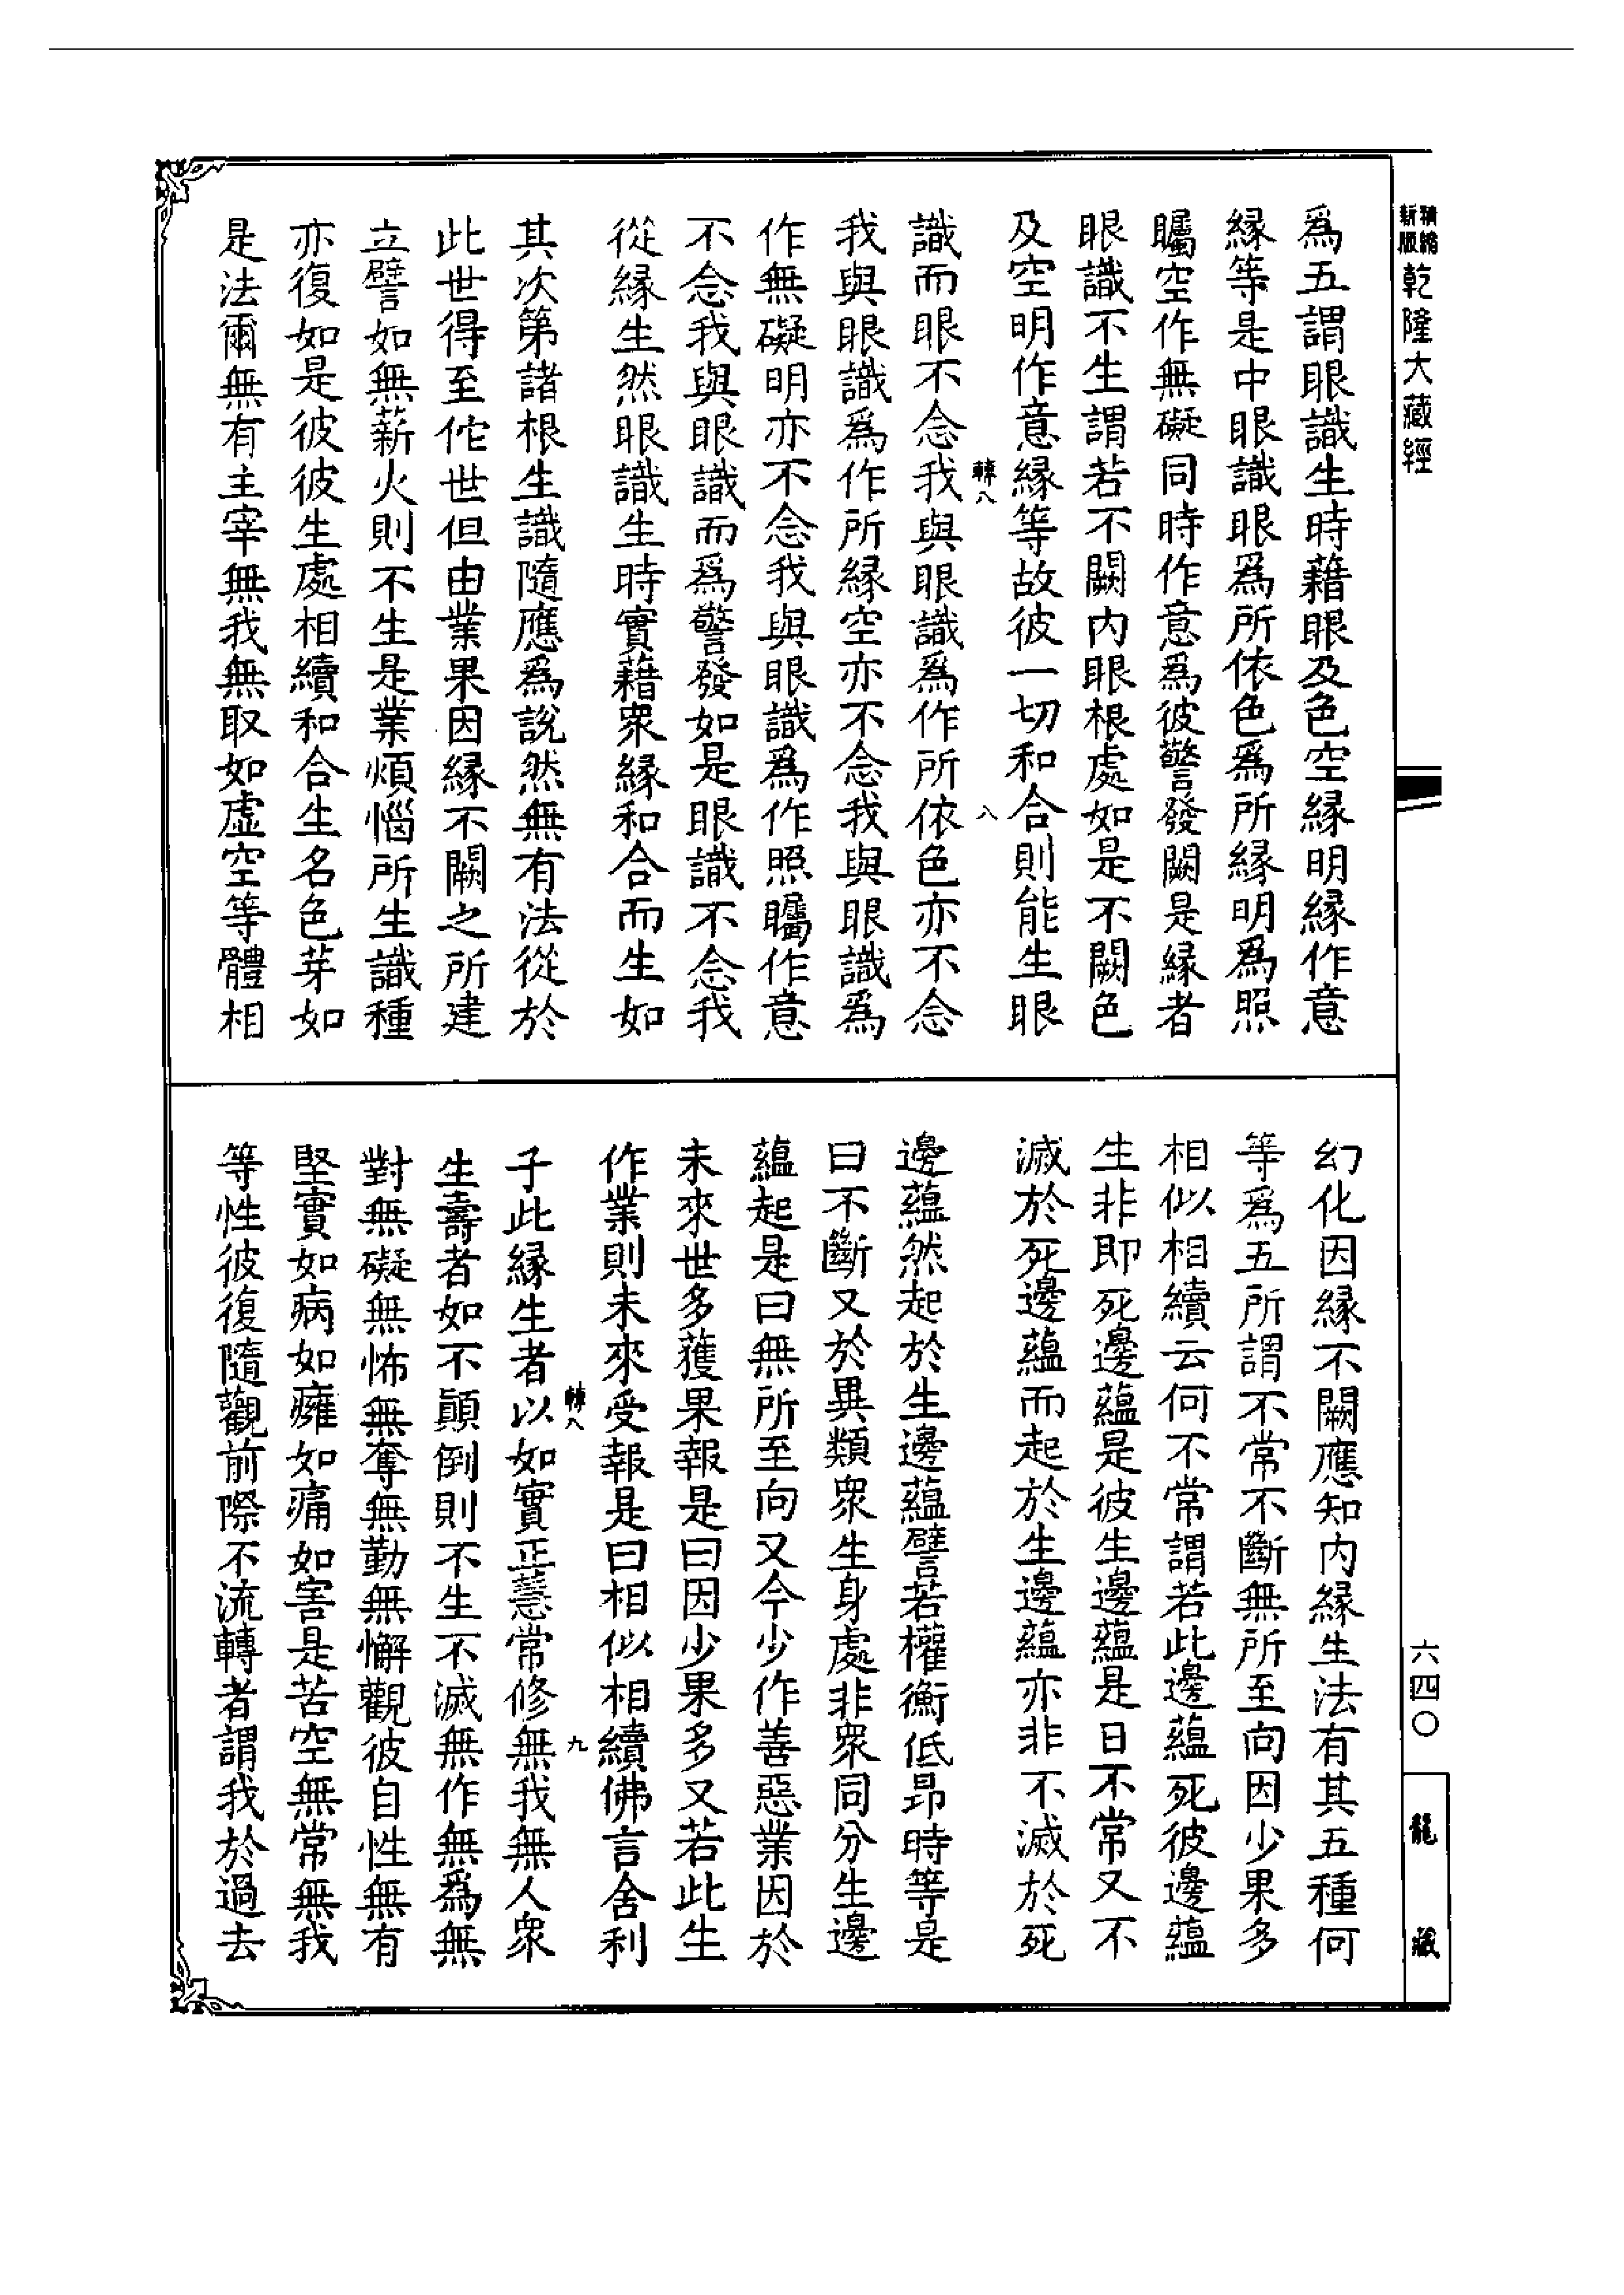 精縮新版
乾隆大藏經
爲五謂眼識生時藉眼及色空緣明緣作意
緣等是中眼識眼爲所依色爲所緣明爲照
矚空作無礙同時作意爲彼警發闕是緣者
眼識不生謂若不闕內眼根處如是不闕色
及空明作意緣等故彼一切和合則能生眼
轉八
八
識而眼不念我與眼識爲作所依色亦不念
我與眼識爲作所緣空亦不念我與眼識爲
作無礙明亦不念我與眼識爲作照矚作意
不念我與眼識而爲警發如是眼識不念我
從緣生然眼識生時實藉衆緣和合而生如
其次第諸根生識隨應爲說然無有法從於
此世得至佗世但由業果因緣不闕之所建
立譬如無薪火則不生是業煩惱所生識種
亦復如是彼彼生處相續和合生名色芽如
是法爾無有主宰無我無取如虛空等體相
幻化因緣不闕應知內緣生法有其五種何
等爲五所謂不常不斷無所至向因少果多
相似相續云何不常謂若此邊蘊死彼邊蘊
生非即死邊蘊是彼生邊蘊是日不常又不
滅於死邊蘊而起於生邊蘊亦非不滅於死
邊蘊然起於生邊蘊譬若權衡低昂時等是
曰不斷又於異類衆生身處非衆同分生邊
蘊起是曰無所至向又今少作善惡業因於
未來世多獲果報是曰因少果多又若此生
作業則未來受報是曰相似相續佛言舍利
轉八
九
子此緣生者以如實正慧常修無我無人衆
生壽者如不顚倒則不生不滅無作無爲無
對無礙無怖無奪無勤無懈觀彼自性無有
堅實如病如癰如痛如害是苦空無常無我
等性彼復隨觀前際不流轉者謂我於過去
六四〇
龍藏